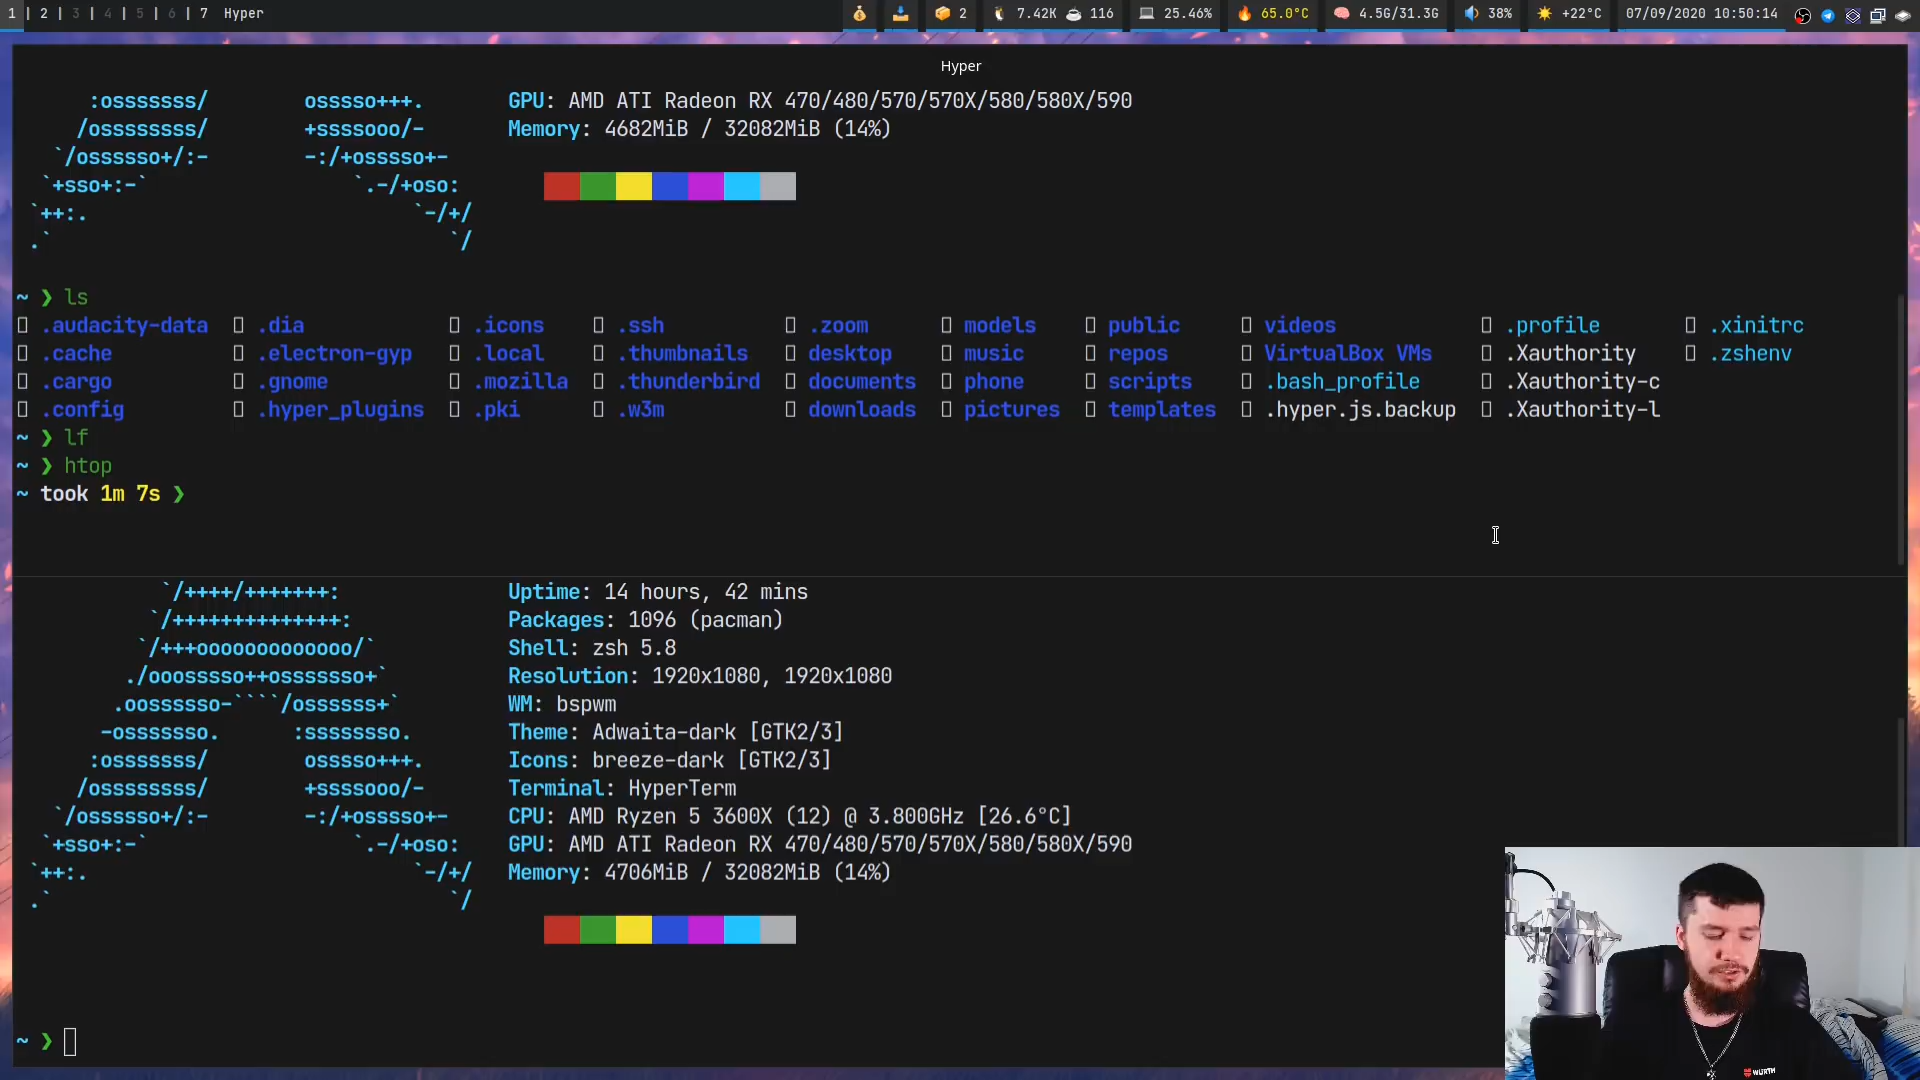 1 | 2 | 3 | 4 | 5 | 6 | 7 Hyper 2 7.42K 116 25.46% 65.0°C 4.5G/31.3G 38% +22°C 07/09/2020 10:50:14
Hyper
:osssssss/ osssso+++. GPU: AMD ATI Radeon RX 470/480/570/570X/580/580X/590
/ossssssss/ +ssssooo/- Memory: 4682MiB / 32082MiB (14%)
`/ossssso+/:- -:/+osssso+-
`+sso+:-` `.-/+oso:
`++:. `-/+/
.` `/
~ ❯ ls
.audacity-data .dia .icons .ssh .zoom models public videos .profile .xinitrc
.cache .electron-gyp .local .thumbnails desktop music repos VirtualBox VMs .Xauthority .zshenv
.cargo .gnome .mozilla .thunderbird documents phone scripts .bash_profile .Xauthority-c
.config .hyper_plugins .pki .w3m downloads pictures templates .hyper.js.backup .Xauthority-l
~ ❯ lf
~ ❯ htop
~ took 1m 7s ❯
`/++++/+++++++: Uptime: 14 hours, 42 mins
`/++++++++++++++: Packages: 1096 (pacman)
`/+++ooooooooooooo/` Shell: zsh 5.8
./ooosssso++osssssso+` Resolution: 1920x1080, 1920x1080
.oossssso-````/ossssss+` WM: bspwm
-osssssso. :ssssssso. Theme: Adwaita-dark [GTK2/3]
:osssssss/ osssso+++. Icons: breeze-dark [GTK2/3]
/ossssssss/ +ssssooo/- Terminal: HyperTerm
`/ossssso+/:- -:/+osssso+- CPU: AMD Ryzen 5 3600X (12) @ 3.800GHz [26.6°C]
`+sso+:-` `.-/+oso: GPU: AMD ATI Radeon RX 470/480/570/570X/580/580X/590
`++:. `-/+/ Memory: 4706MiB / 32082MiB (14%)
.` `/
~ ❯
WÜRTH